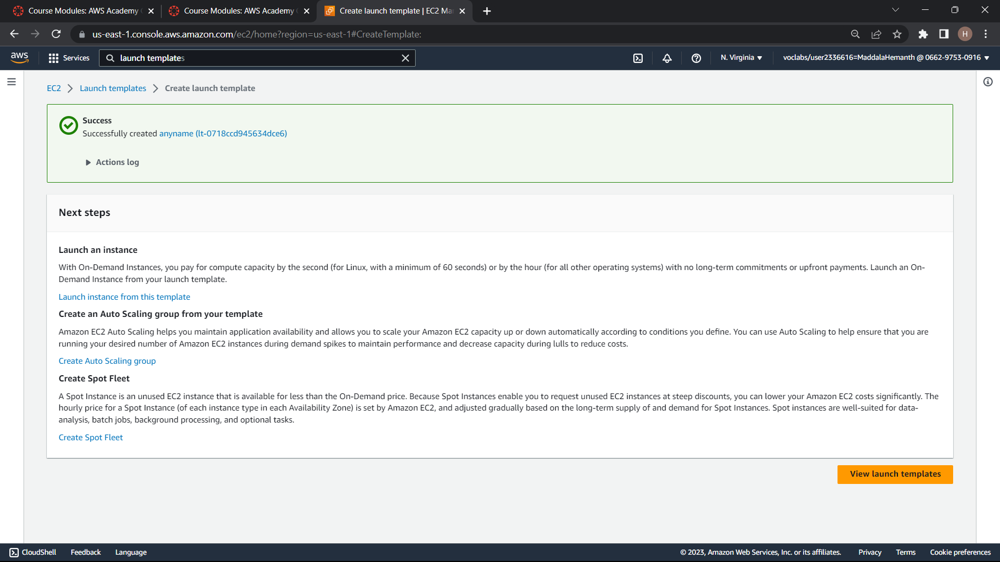 Course Modules: AWS Academy
Course Modules: AWS Academy
Create launch template | EC2 Ma
us-east-1.console.aws.amazon.com/ec2/home?region=us-east-1#CreateTemplate:
H
aws
Services
launch templates
N. Virginia
voclabs/user2336616=MaddalaHemanth @ 0662-9753-0916
EC2 > Launch templates > Create launch template
Success
Successfully created anyname (lt-0718ccd945634dce6)
Actions log
Next steps
Launch an instance
With On-Demand Instances, you pay for compute capacity by the second (for Linux, with a minimum of 60 seconds) or by the hour (for all other operating systems) with no long-term commitments or upfront payments. Launch an On-
Demand Instance from your launch template.
Launch instance from this template
Create an Auto Scaling group from your template
Amazon EC2 Auto Scaling helps you maintain application availability and allows you to scale your Amazon EC2 capacity up or down automatically according to conditions you define. You can use Auto Scaling to help ensure that you are
running your desired number of Amazon EC2 instances during demand spikes to maintain performance and decrease capacity during lulls to reduce costs.
Create Auto Scaling group
Create Spot Fleet
A Spot Instance is an unused EC2 instance that is available for less than the On-Demand price. Because Spot Instances enable you to request unused EC2 instances at steep discounts, you can lower your Amazon EC2 costs significantly. The
hourly price for a Spot Instance (of each instance type in each Availability Zone) is set by Amazon EC2, and adjusted gradually based on the long-term supply of and demand for Spot Instances. Spot instances are well-suited for data-
analysis, batch jobs, background processing, and optional tasks.
Create Spot Fleet
View launch templates
CloudShell
Feedback
Language
© 2023, Amazon Web Services, Inc. or its affiliates.
Privacy
Terms
Cookie preferences